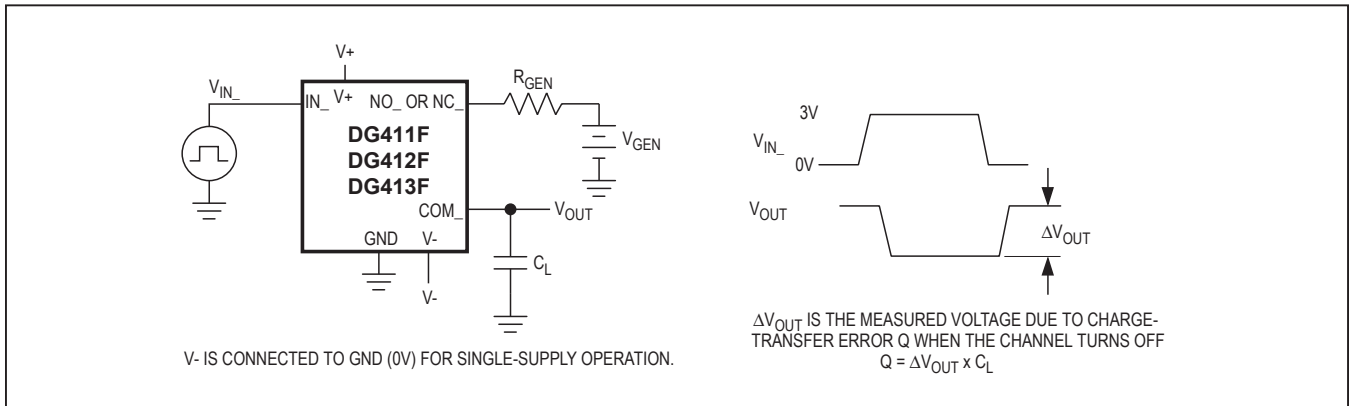 V+
V_IN_
IN_ V+ NO_ OR NC_
R_GEN
DG411F
DG412F
DG413F
V_GEN
COM_
V_OUT
GND V-
C_L
V-
V- IS CONNECTED TO GND (0V) FOR SINGLE-SUPPLY OPERATION.
3V
V_IN_
0V
V_OUT
ΔV_OUT
ΔV_OUT IS THE MEASURED VOLTAGE DUE TO CHARGE-
TRANSFER ERROR Q WHEN THE CHANNEL TURNS OFF
Q = ΔV_OUT x C_L